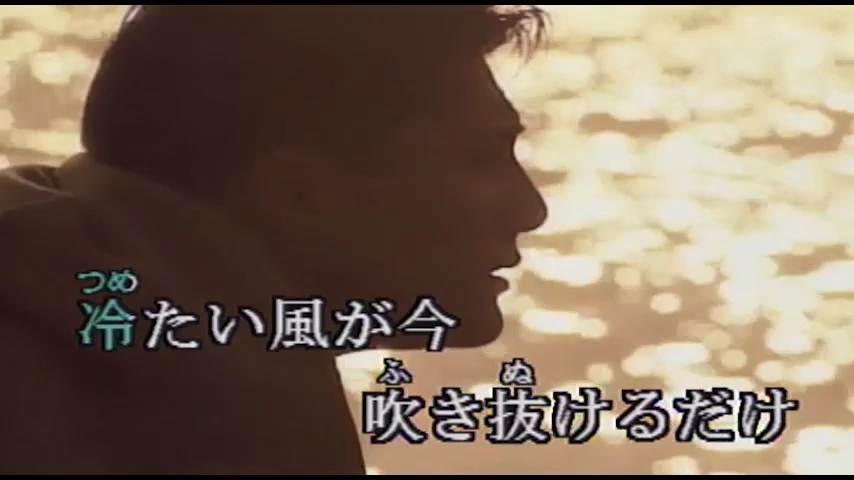 つめ
冷たい風が今
ふ ぬ
吹き抜けるだけ